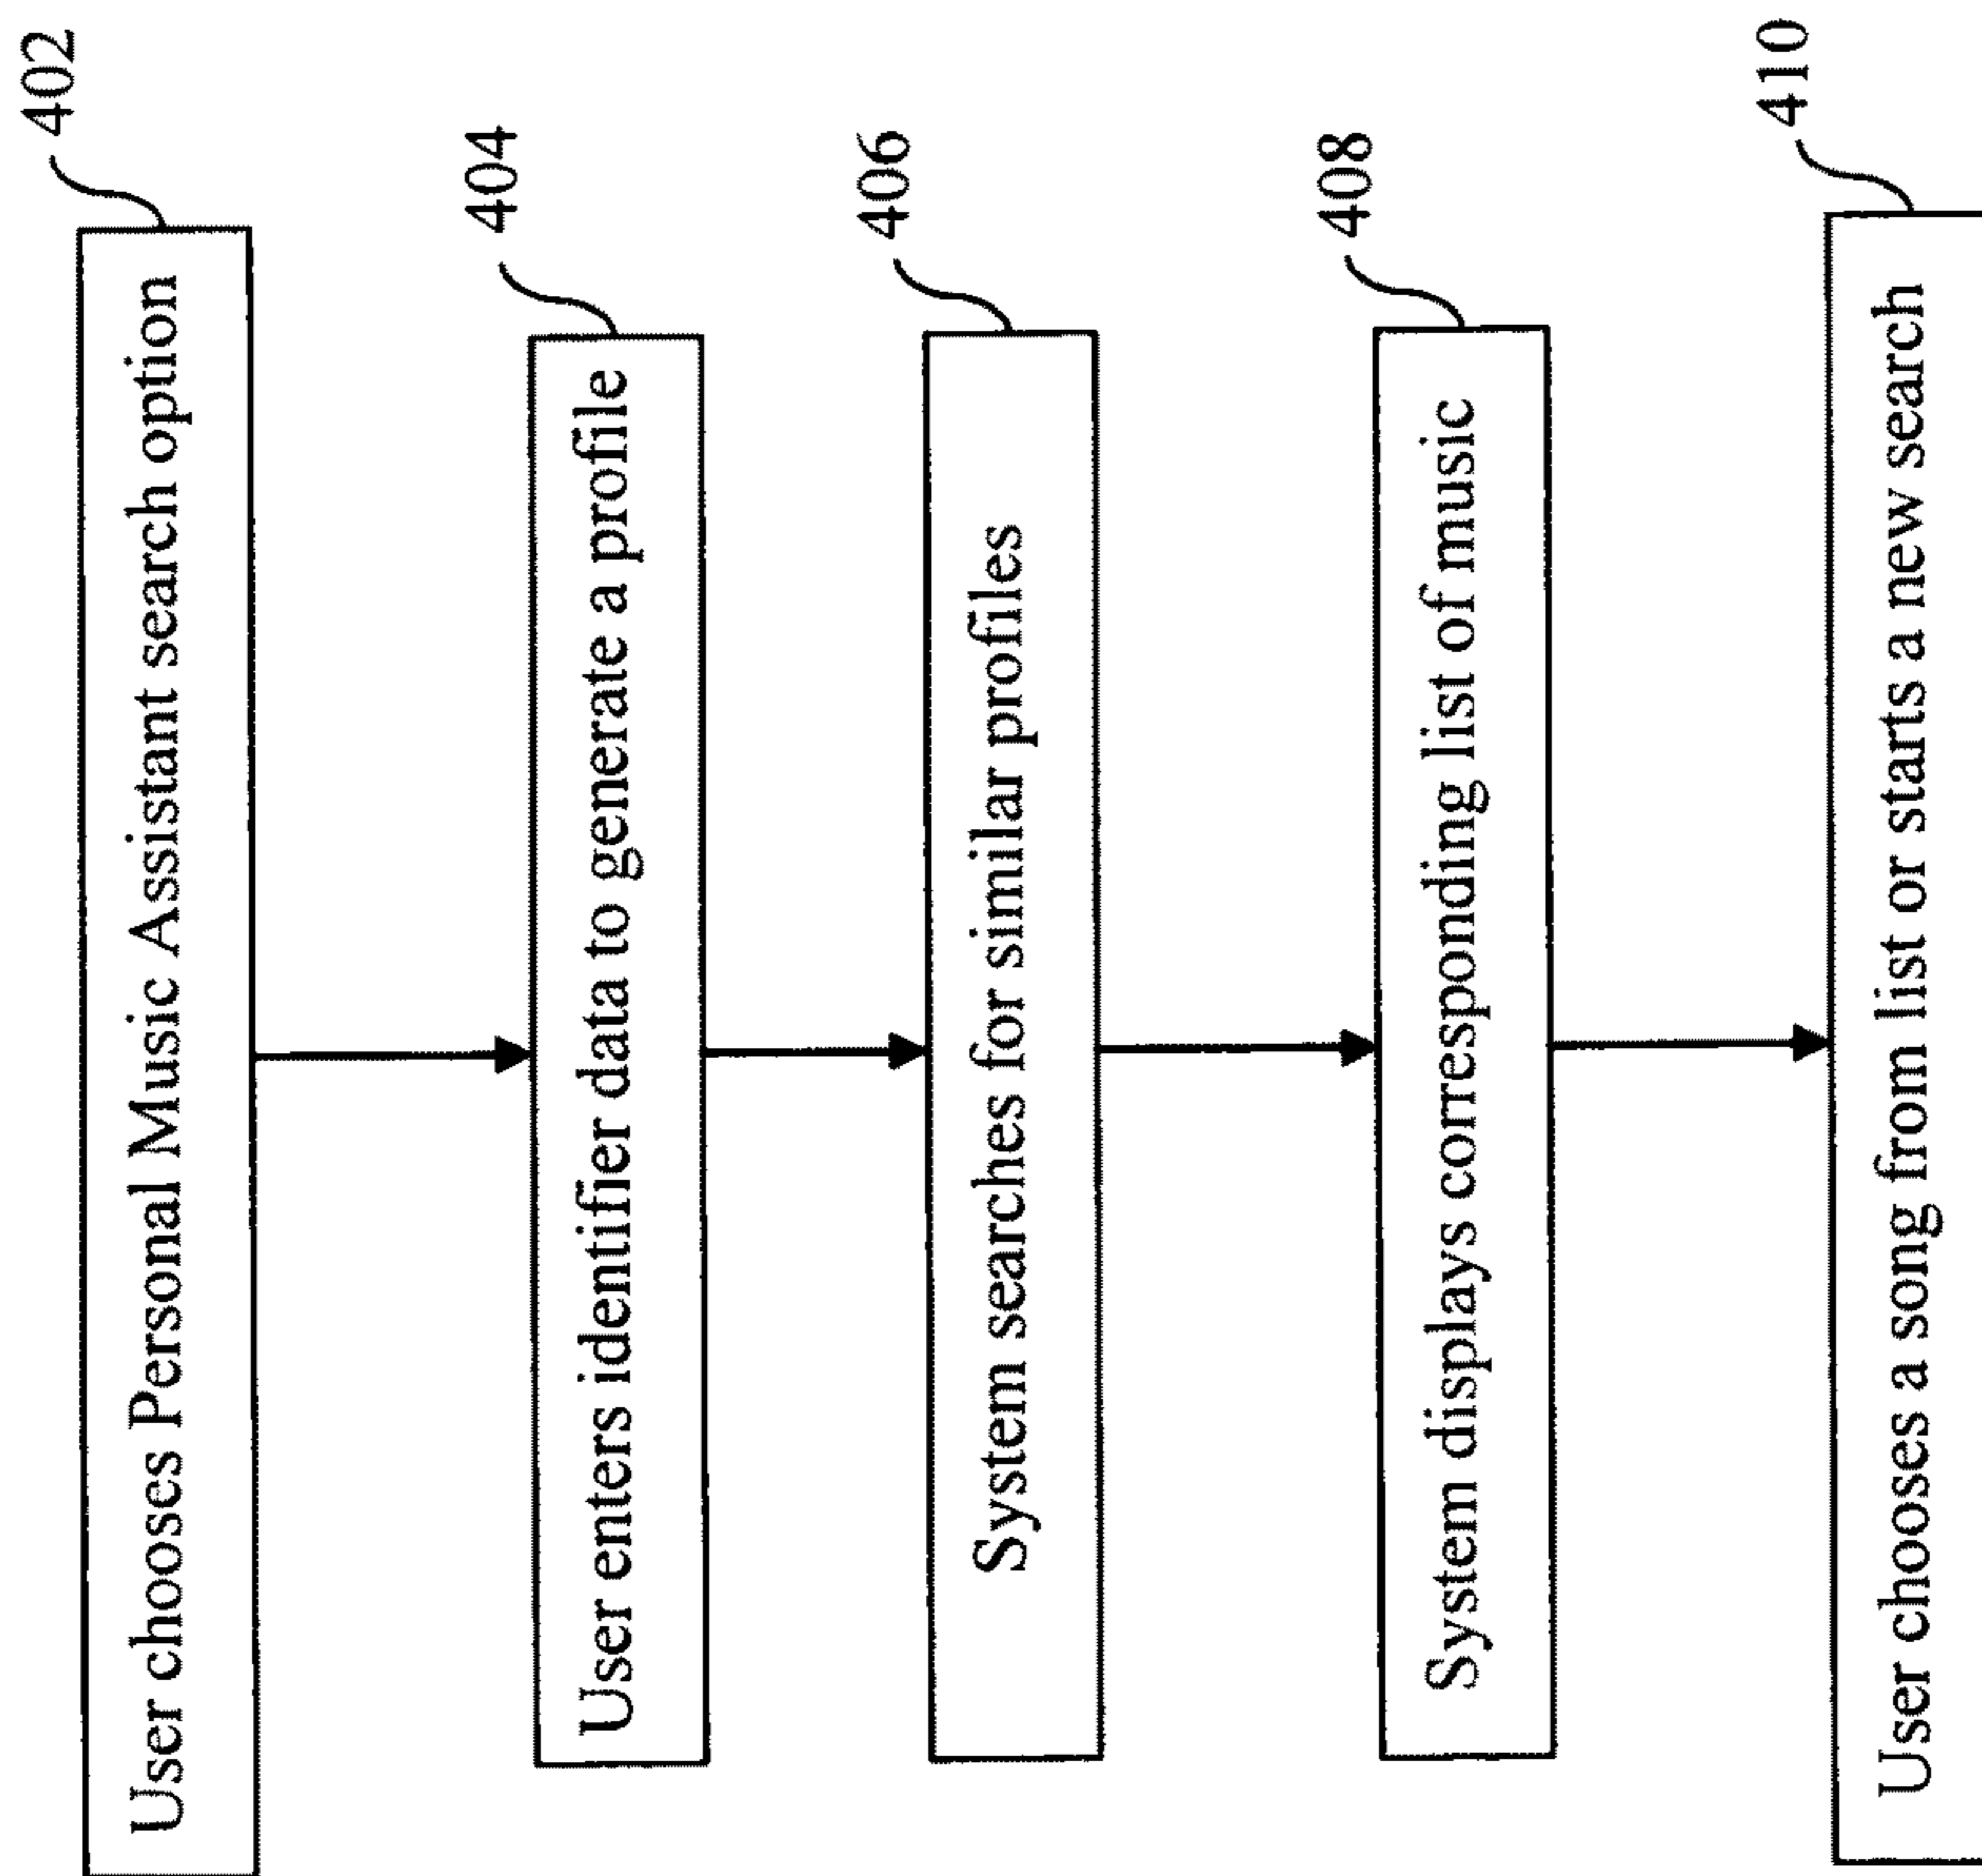 402
User chooses Personal Music Assistant search option
404
User enters identifier data to generate a profile
406
System searches for similar profiles
408
System displays corresponding list of music
410
User chooses a song from list or starts a new search